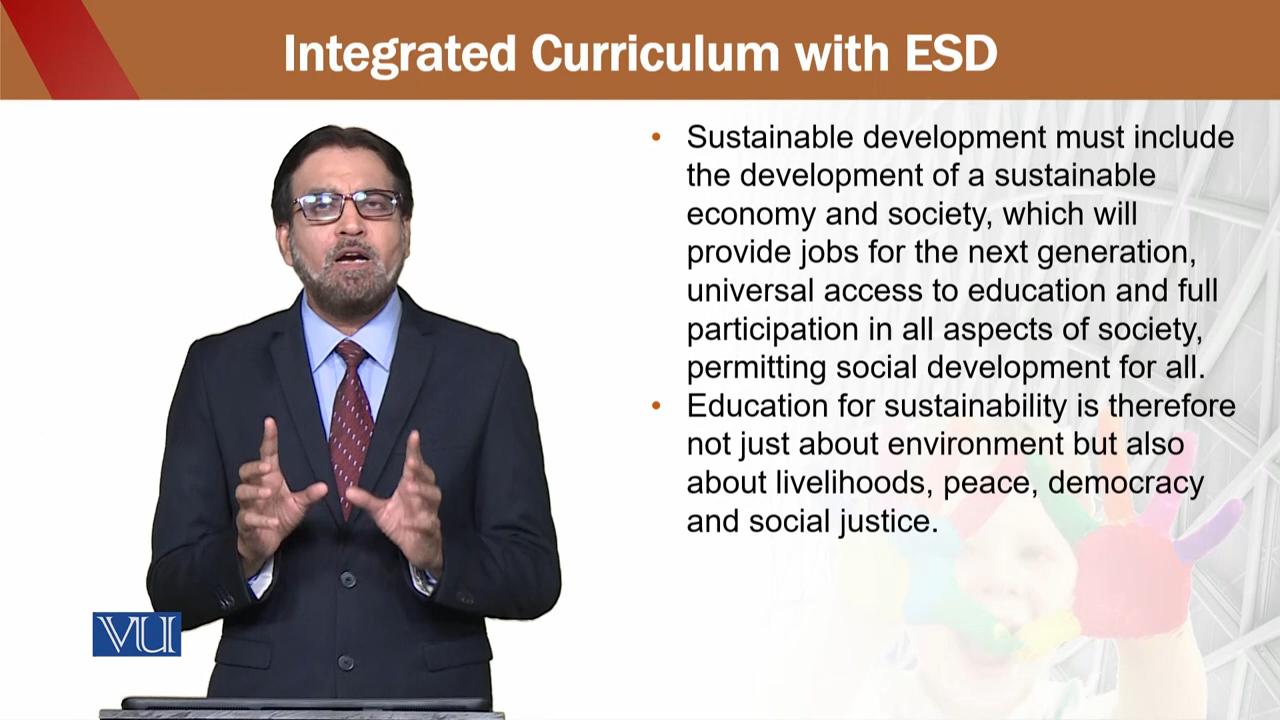 Integrated Curriculum with ESD
• Sustainable development must include
the development of a sustainable
economy and society, which will
provide jobs for the next generation,
universal access to education and full
participation in all aspects of society,
permitting social development for all.
• Education for sustainability is therefore
not just about environment but also
about livelihoods, peace, democracy
and social justice.
VU